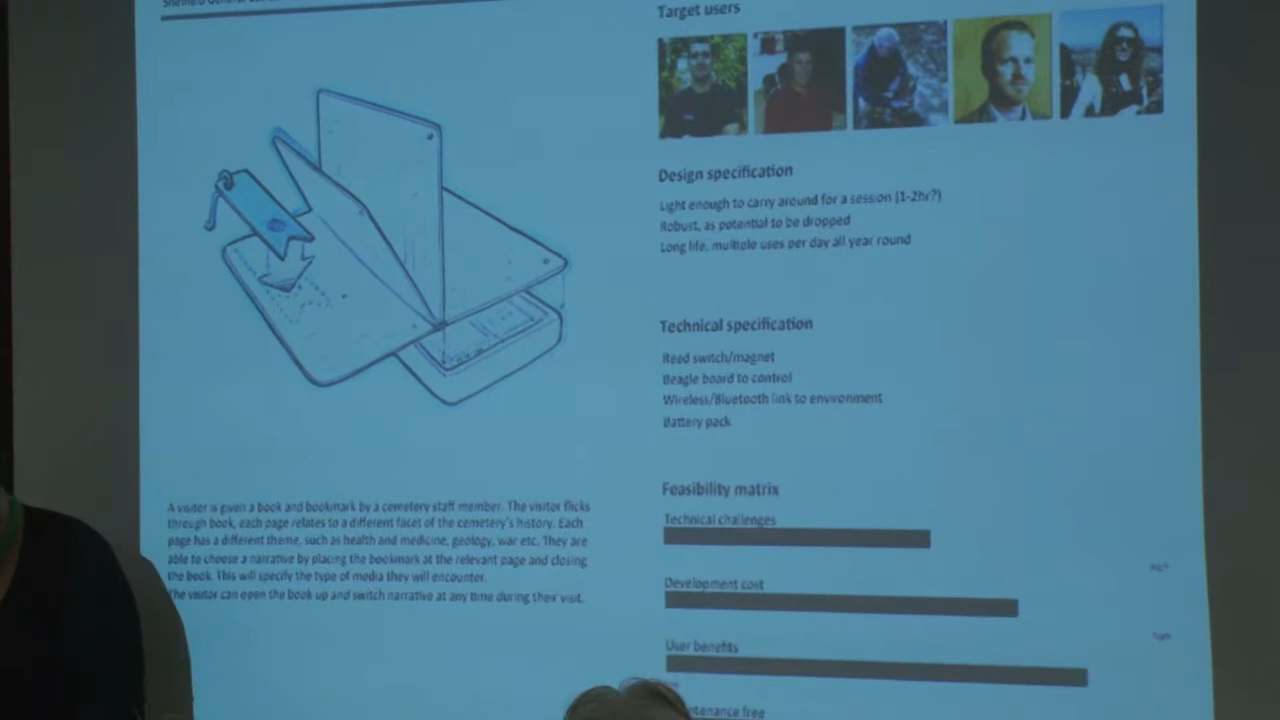 Sheffield General
A visitor is given a book and bookmark by a cemetery staff member. The visitor flicks
through book, each page relates to a different facet of the cemetery's history. Each
page has a different theme, such as health and medicine, geology, war etc. They are
able to choose a narrative by placing the bookmark at the relevant page and closing
the book. This will specify the type of media they will encounter.
The visitor can open the book up and switch narrative at any time during their visit.
Target users
Design specification
Light enough to carry around for a session (1-2hr?)
Robust, as potential to be dropped
Long life, multiple uses per day all year round
Technical specification
Reed switch/magnet
Beagle board to control
Wireless/Bluetooth link to environment
Battery pack
Feasibility matrix
Technical challenges
Development cost
High
User benefits
High
free